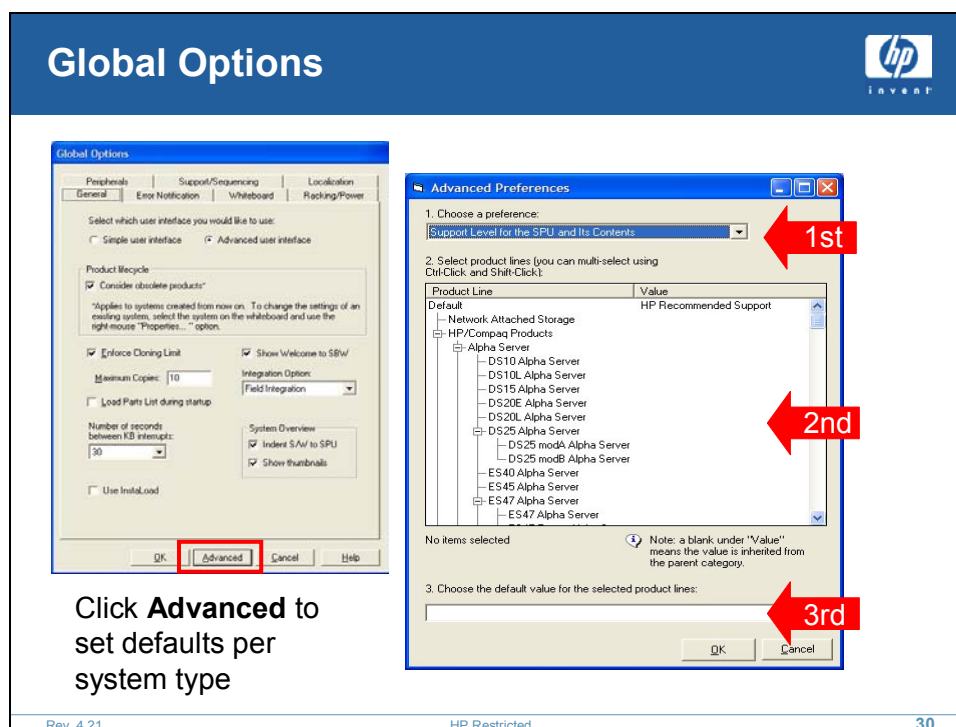 Global Options
hp
invent
Global Options
Peripherals Support/Sequencing Localization
General Error Notification Whiteboard Racking/Power
Select which user interface you would like to use:
Simple user interface Advanced user interface
Product lifecycle
Consider obsolete products*
*Applies to systems created from now on. To change the settings of an
existing system, select the system on the whiteboard and use the
right-mouse "Properties... " option.
Enforce Cloning Limit Show Welcome to SBW
Maximum Copies: 10
Integration Option:
Field Integration
Load Parts List during startup
Number of seconds
between KB interrupts:
30
System Overview
Indent S/W to SPU
Show thumbnails
Use InstaLoad
OK Advanced Cancel Help
Click Advanced to
set defaults per
system type
Advanced Preferences
1. Choose a preference:
Support Level for the SPU and Its Contents
1st
2. Select product lines (you can multi-select using
Ctrl-Click and Shift-Click):
Product Line Value
Default HP Recommended Support
Network Attached Storage
HP/Compaq Products
Alpha Server
DS10 Alpha Server
DS10L Alpha Server
DS15 Alpha Server
DS20E Alpha Server
DS20L Alpha Server
DS25 Alpha Server
DS25 modA Alpha Server
DS25 modB Alpha Server
ES40 Alpha Server
ES45 Alpha Server
ES47 Alpha Server
ES47 Alpha Server
2nd
No items selected
Note: a blank under "Value"
means the value is inherited from
the parent category.
3. Choose the default value for the selected product lines:
3rd
OK Cancel
Rev. 4.21 HP Restricted 30